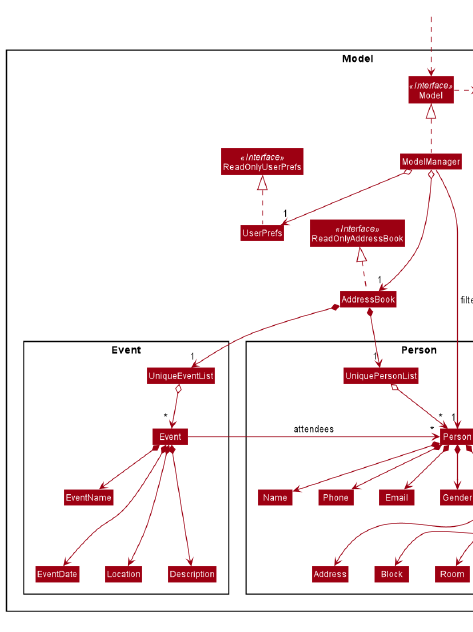 Model
«Interface»
Model
ModelManager
«Interface»
ReadOnlyUserPrefs
1
UserPrefs
«Interface»
ReadOnlyAddressBook
1
AddressBook
filte
Event
Person
1
1
UniqueEventList
UniquePersonList
*
* 1
Event
attendees
*
Person
EventName
Name
Phone
Email
Gender
EventDate
Location
Description
Address
Block
Room